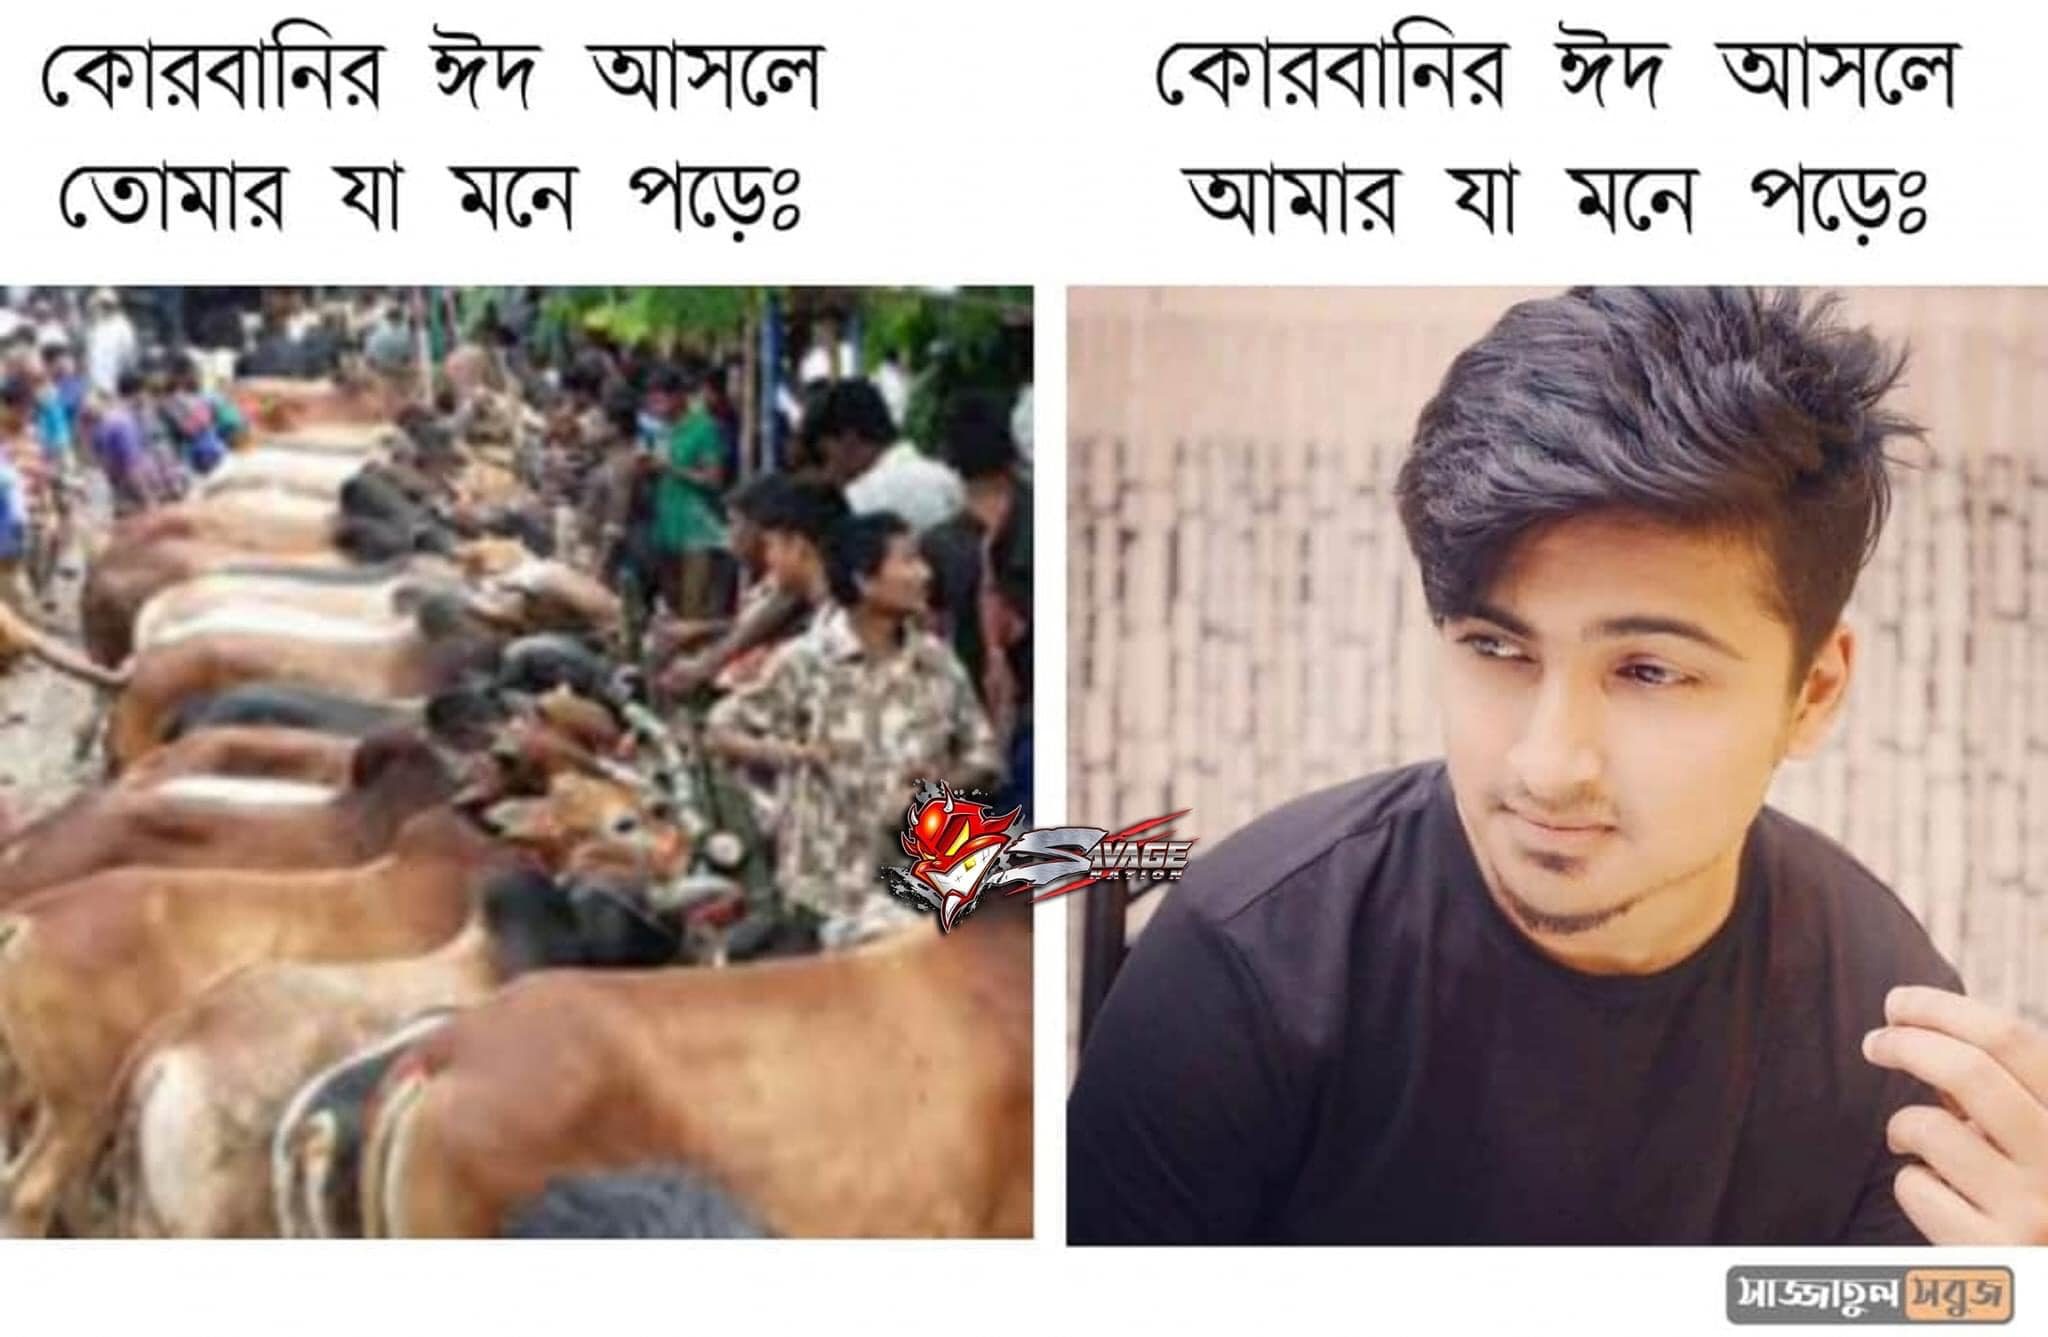 কোরবানির ঈদ আসলে
তোমার যা মনে পড়েঃ
কোরবানির ঈদ আসলে
আমার যা মনে পড়েঃ
SAVAGE
NATION
সাজ্জাতুল সবুজ